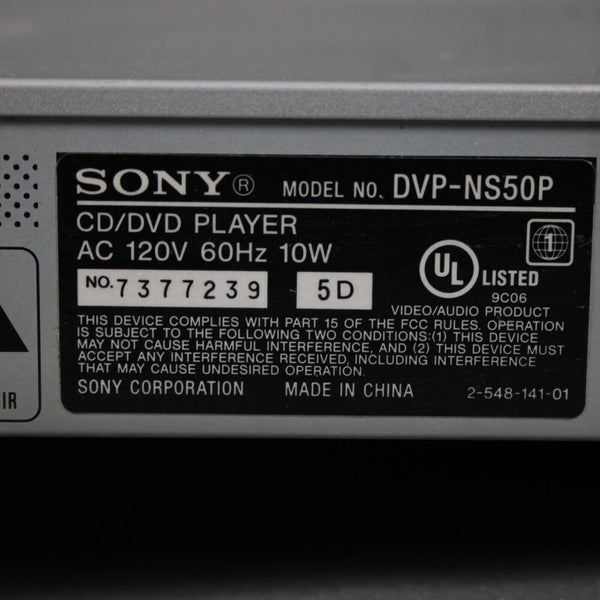 SONY® MODEL NO. DVP-NS50P
CD/DVD PLAYER
AC 120V 60Hz 10W
1
NO. 7377239 5D
UL LISTED
9C06
VIDEO/AUDIO PRODUCT
THIS DEVICE COMPLIES WITH PART 15 OF THE FCC RULES. OPERATION
IS SUBJECT TO THE FOLLOWING TWO CONDITIONS:(1) THIS DEVICE
MAY NOT CAUSE HARMFUL INTERFERENCE, AND (2) THIS DEVICE MUST
ACCEPT ANY INTERFERENCE RECEIVED, INCLUDING INTERFERENCE
THAT MAY CAUSE UNDESIRED OPERATION.
SONY CORPORATION MADE IN CHINA 2-548-141-01